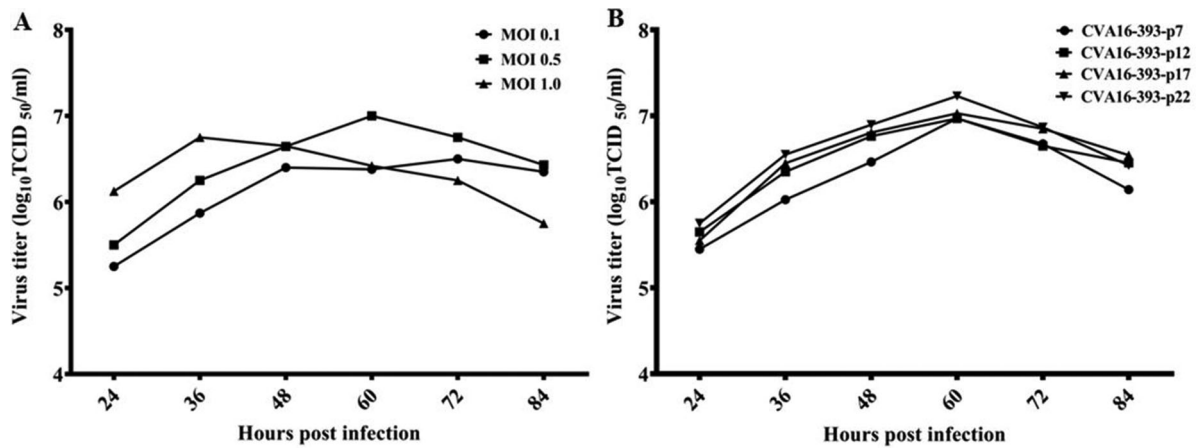 A
8
7
6
5
4
Virus titer (log10TCID 50/ml)
MOI 0.1
MOI 0.5
MOI 1.0
24
36
48
60
72
84
Hours post infection
B
8
7
6
5
4
Virus titer (log10TCID 50/ml)
CVA16-393-p7
CVA16-393-p12
CVA16-393-p17
CVA16-393-p22
24
36
48
60
72
84
Hours post infection